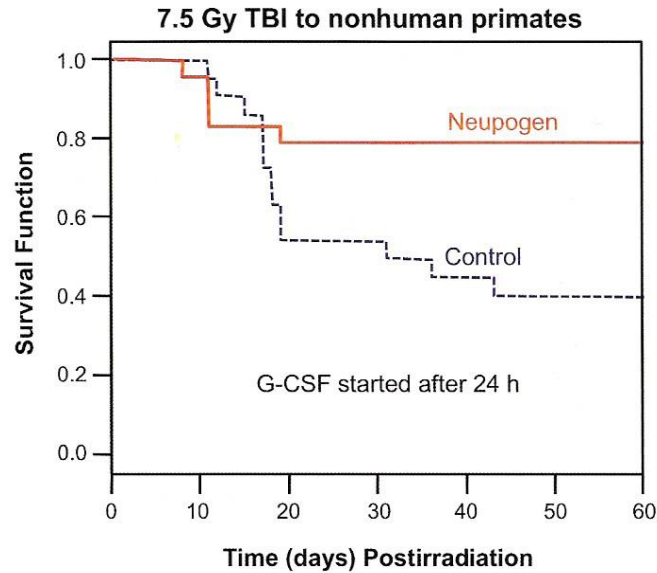 7.5 Gy TBI to nonhuman primates
1.0
0.8
0.6
0.4
0.2
0.0
Survival Function
Neupogen
Control
G-CSF started after 24 h
0 10 20 30 40 50 60
Time (days) Postirradiation